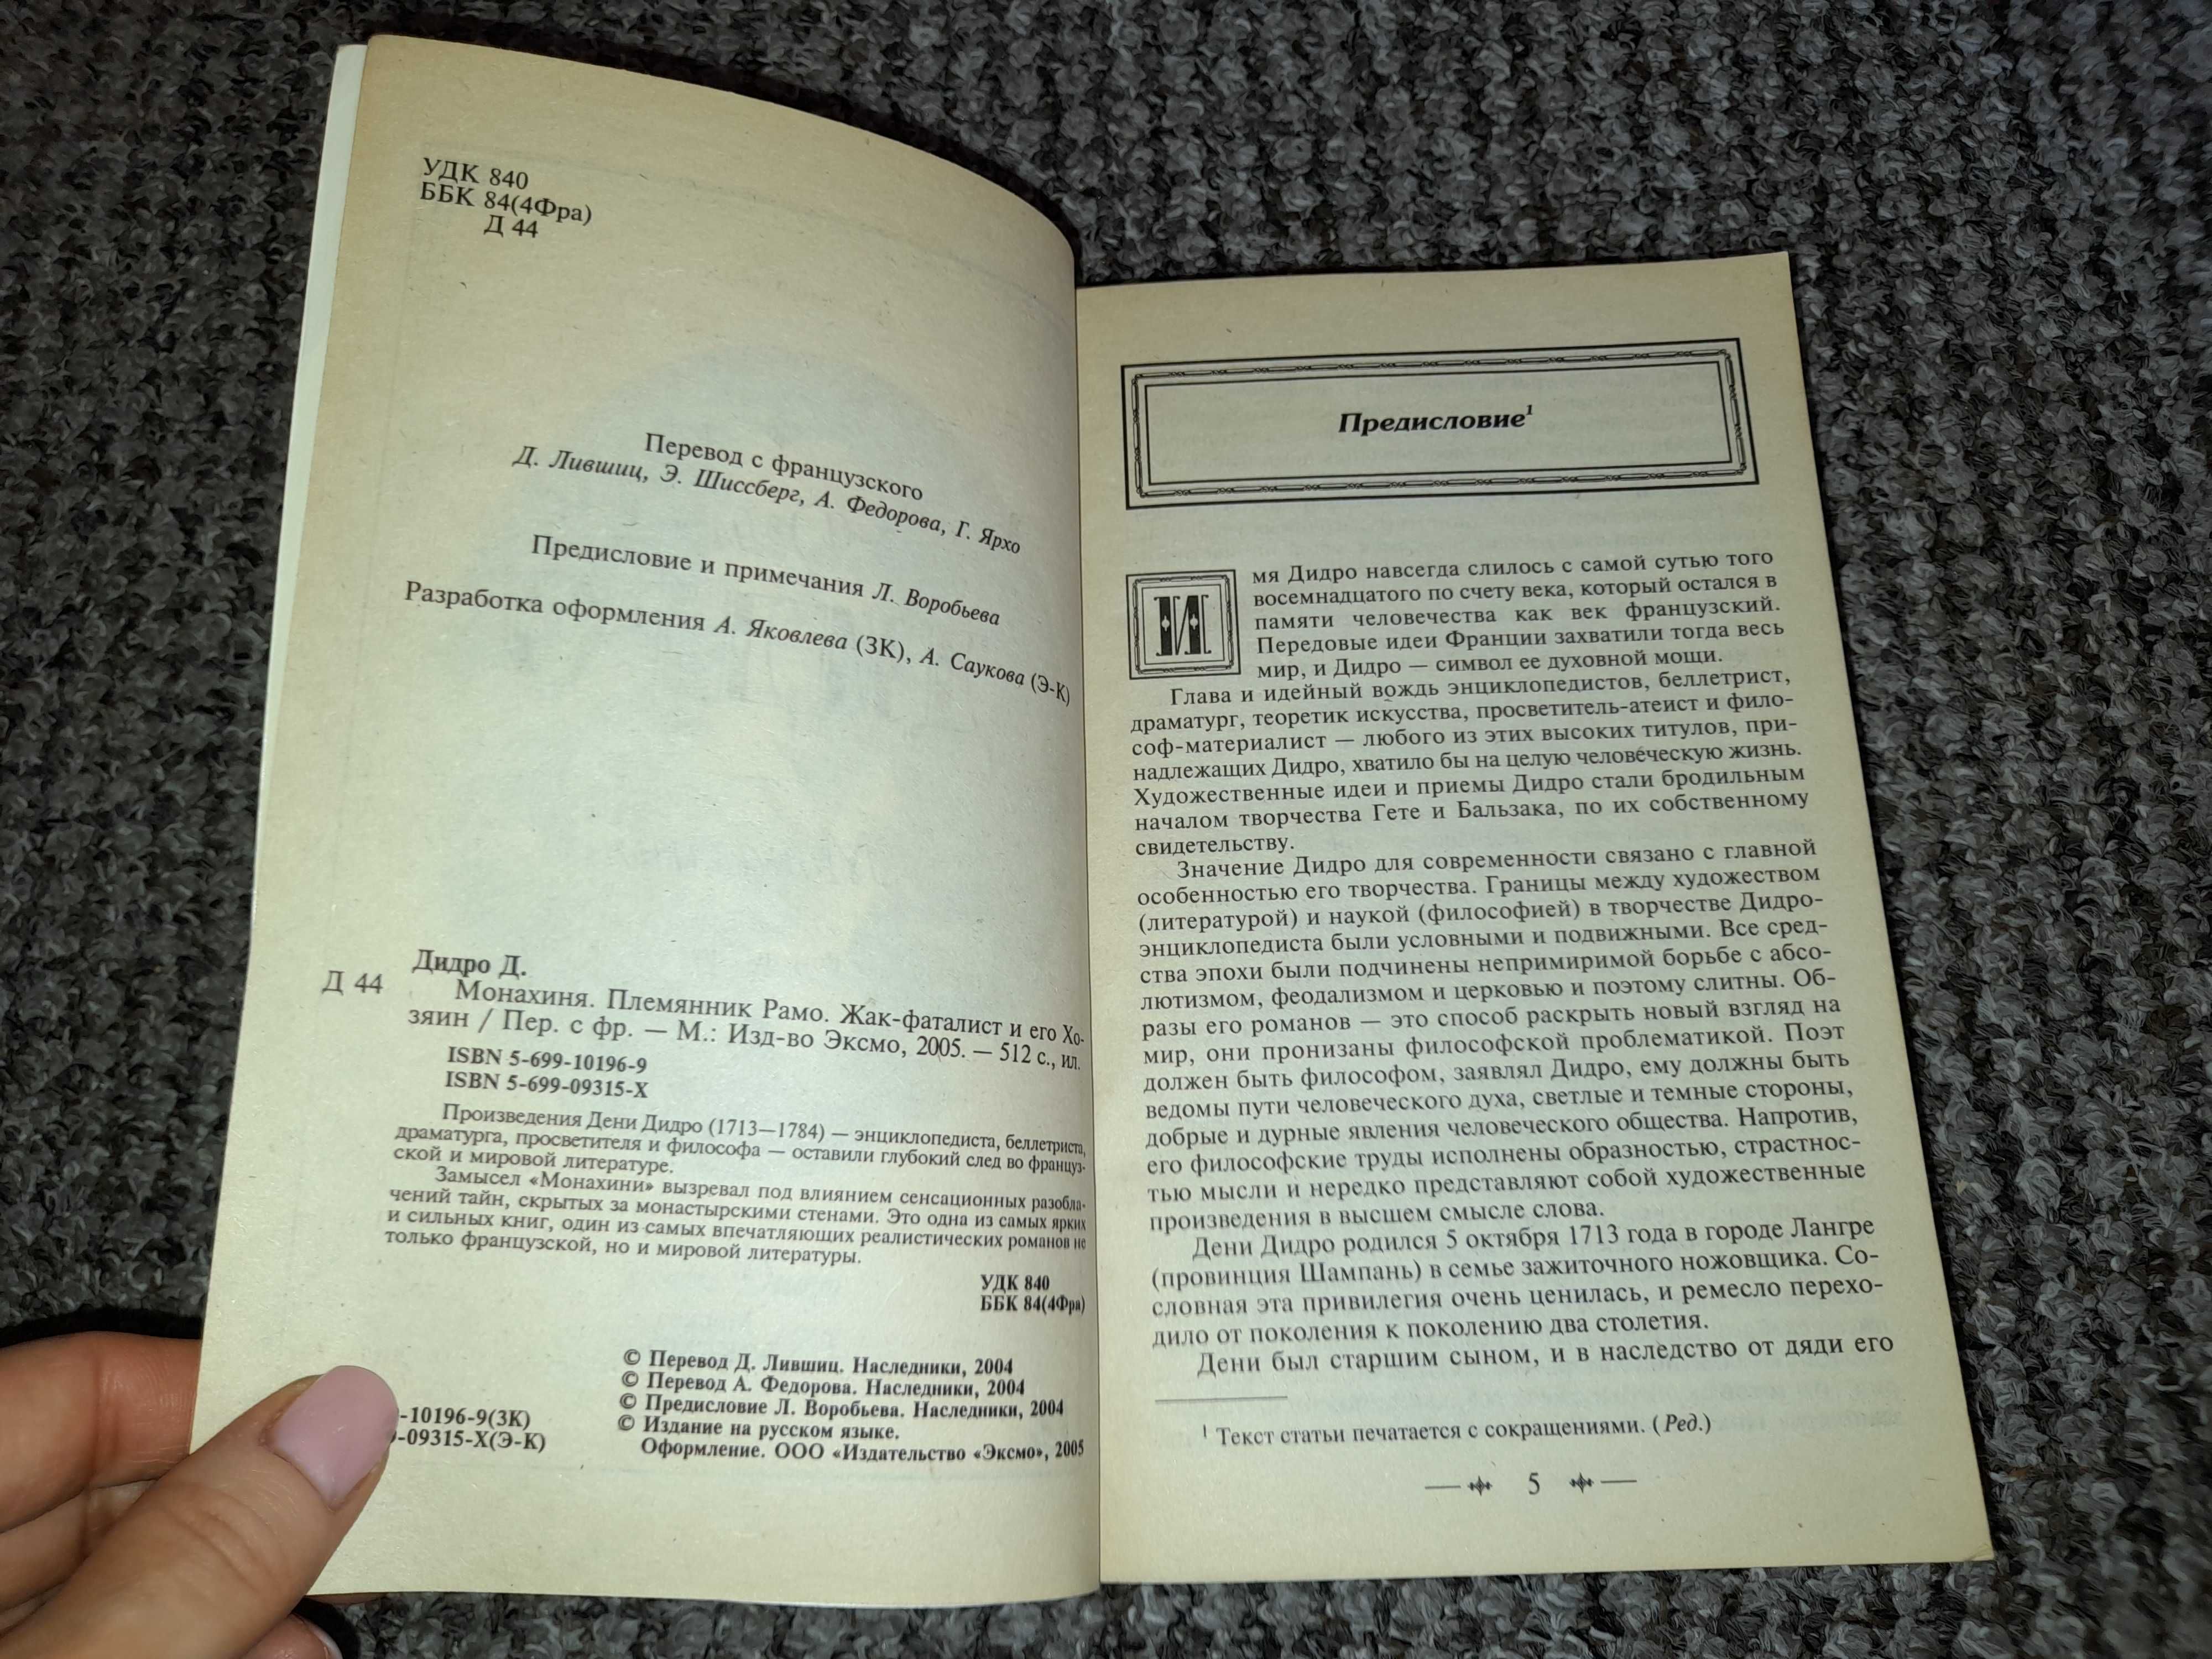 УДК 840
ББК 84(4Фра)
Д 44
Перевод с французского
Д. Лившиц, Э. Шиссберг, А. Федорова, Г. Ярхо
Предисловие и примечания Л. Воробьева
Разработка оформления А. Яковлева (ЗК), А. Саукова (Э-К)
Дидро Д.
Д 44
Монахиня. Племянник Рамо. Жак-фаталист и его Хо-
зяин / Пер. с фр. — М.: Изд-во Эксмо, 2005. — 512 с., ил.
ISBN 5-699-10196-9
ISBN 5-699-09315-X
Произведения Дени Дидро (1713—1784) — энциклопедиста, беллетриста,
драматурга, просветителя и философа — оставили глубокий след во француз-
ской и мировой литературе.
Замысел «Монахини» вызревал под влиянием сенсационных разобла-
чений тайн, скрытых за монастырскими стенами. Это одна из самых ярких
и сильных книг, один из самых впечатляющих реалистических романов не
только французской, но и мировой литературы.
УДК 840
ББК 84(4Фра)
© Перевод Д. Лившиц. Наследники, 2004
© Перевод А. Федорова. Наследники, 2004
© Предисловие Л. Воробьева. Наследники, 2004
© Издание на русском языке.
Оформление. ООО «Издательство «Эксмо», 2005
-10196-9(ЗК)
-09315-X(Э-К)
Предисловие¹
Имя Дидро навсегда слилось с самой сутью того
восемнадцатого по счету века, который остался в
памяти человечества как век французский.
Передовые идеи Франции захватили тогда весь
мир, и Дидро — символ ее духовной мощи.
Глава и идейный вождь энциклопедистов, беллетрист,
драматург, теоретик искусства, просветитель-атеист и фило-
соф-материалист — любого из этих высоких титулов, при-
надлежащих Дидро, хватило бы на целую человеческую жизнь.
Художественные идеи и приемы Дидро стали бродильным
началом творчества Гете и Бальзака, по их собственному
свидетельству.
Значение Дидро для современности связано с главной
особенностью его творчества. Границы между художеством
(литературой) и наукой (философией) в творчестве Дидро-
энциклопедиста были условными и подвижными. Все сред-
ства эпохи были подчинены непримиримой борьбе с абсо-
лютизмом, феодализмом и церковью и поэтому слитны. Об-
разы его романов — это способ раскрыть новый взгляд на
мир, они пронизаны философской проблематикой. Поэт
должен быть философом, заявлял Дидро, ему должны быть
ведомы пути человеческого духа, светлые и темные стороны,
добрые и дурные явления человеческого общества. Напротив,
его философские труды исполнены образностью, страстнос-
тью мысли и нередко представляют собой художественные
произведения в высшем смысле слова.
Дени Дидро родился 5 октября 1713 года в городе Лангре
(провинция Шампань) в семье зажиточного ножовщика. Со-
словная эта привилегия очень ценилась, и ремесло перехо-
дило от поколения к поколению два столетия.
Дени был старшим сыном, и в наследство от дяди его
¹ Текст статьи печатается с сокращениями. (Ред.)
5